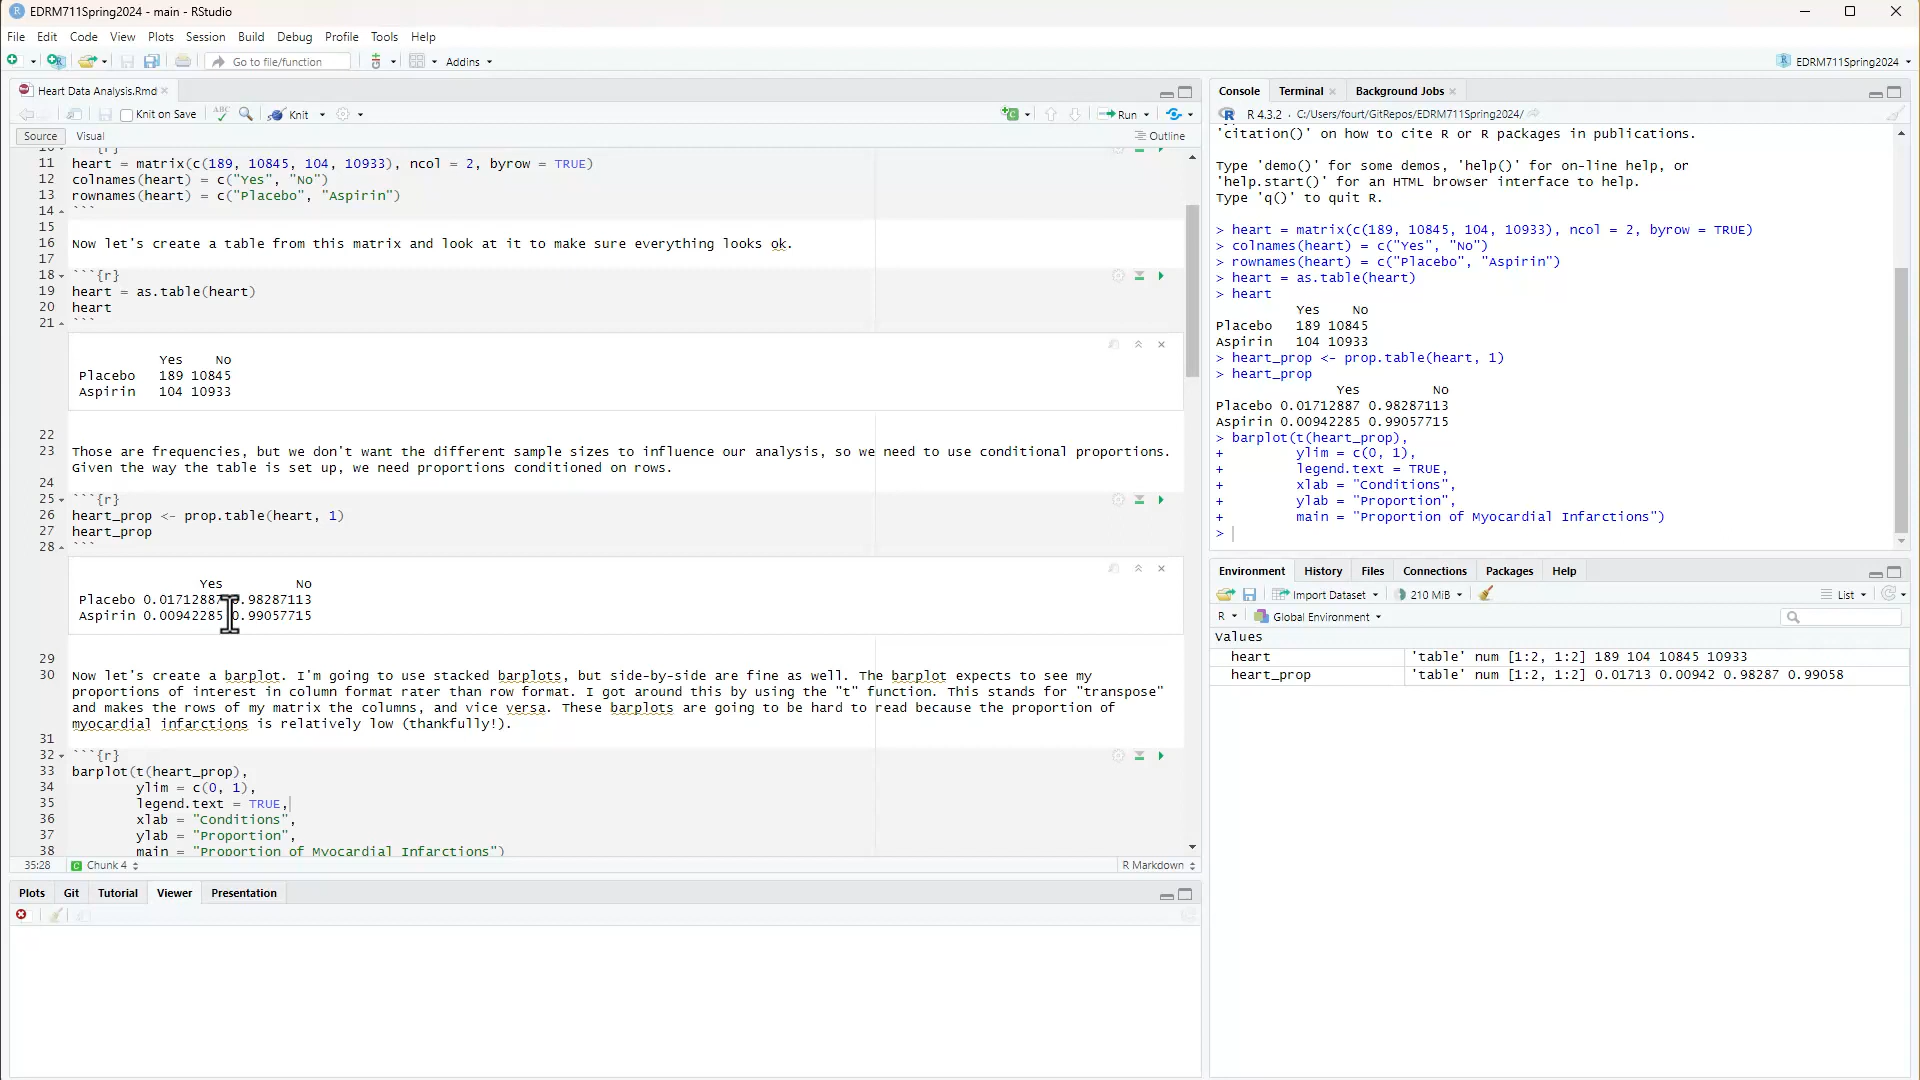 EDRM711Spring2024 - main - RStudio
File Edit Code View Plots Session Build Debug Profile Tools Help
Go to file/function Addins EDRM711Spring2024
Heart Data Analysis.Rmd
Knit on Save ABC Knit Run
Source Visual Outline
11 heart = matrix(c(189, 10845, 104, 10933), ncol = 2, byrow = TRUE)
12 colnames(heart) = c("Yes", "No")
13 rownames(heart) = c("Placebo", "Aspirin")
14 ```
15
16 Now let's create a table from this matrix and look at it to make sure everything looks ok.
17
18 ```{r}
19 heart = as.table(heart)
20 heart
21 ```
Yes No
Placebo 189 10845
Aspirin 104 10933
22
23 Those are frequencies, but we don't want the different sample sizes to influence our analysis, so we need to use conditional proportions.
Given the way the table is set up, we need proportions conditioned on rows.
24
25 ```{r}
26 heart_prop <- prop.table(heart, 1)
27 heart_prop
28 ```
Yes No
Placebo 0.01712887 0.98287113
Aspirin 0.00942285 0.99057715
29
30 Now let's create a barplot. I'm going to use stacked barplots, but side-by-side are fine as well. The barplot expects to see my
proportions of interest in column format rater than row format. I got around this by using the "t" function. This stands for "transpose"
and makes the rows of my matrix the columns, and vice versa. These barplots are going to be hard to read because the proportion of
myocardial infarctions is relatively low (thankfully!).
31
32 ```{r}
33 barplot(t(heart_prop),
34 ylim = c(0, 1),
35 legend.text = TRUE,
36 xlab = "Conditions",
37 ylab = "Proportion",
38 main = "Proportion of Myocardial Infarctions")
35:28 Chunk 4 R Markdown
Plots Git Tutorial Viewer Presentation
Console Terminal Background Jobs
R 4.3.2 · C:/Users/fourt/GitRepos/EDRM711Spring2024/
'citation()' on how to cite R or R packages in publications.
Type 'demo()' for some demos, 'help()' for on-line help, or
'help.start()' for an HTML browser interface to help.
Type 'q()' to quit R.
> heart = matrix(c(189, 10845, 104, 10933), ncol = 2, byrow = TRUE)
> colnames(heart) = c("Yes", "No")
> rownames(heart) = c("Placebo", "Aspirin")
> heart = as.table(heart)
> heart
Yes No
Placebo 189 10845
Aspirin 104 10933
> heart_prop <- prop.table(heart, 1)
> heart_prop
Yes No
Placebo 0.01712887 0.98287113
Aspirin 0.00942285 0.99057715
> barplot(t(heart_prop),
+ ylim = c(0, 1),
+ legend.text = TRUE,
+ xlab = "Conditions",
+ ylab = "Proportion",
+ main = "Proportion of Myocardial Infarctions")
>
Environment History Files Connections Packages Help
Import Dataset 210 MiB List
R Global Environment
Values
heart 'table' num [1:2, 1:2] 189 104 10845 10933
heart_prop 'table' num [1:2, 1:2] 0.01713 0.00942 0.98287 0.99058